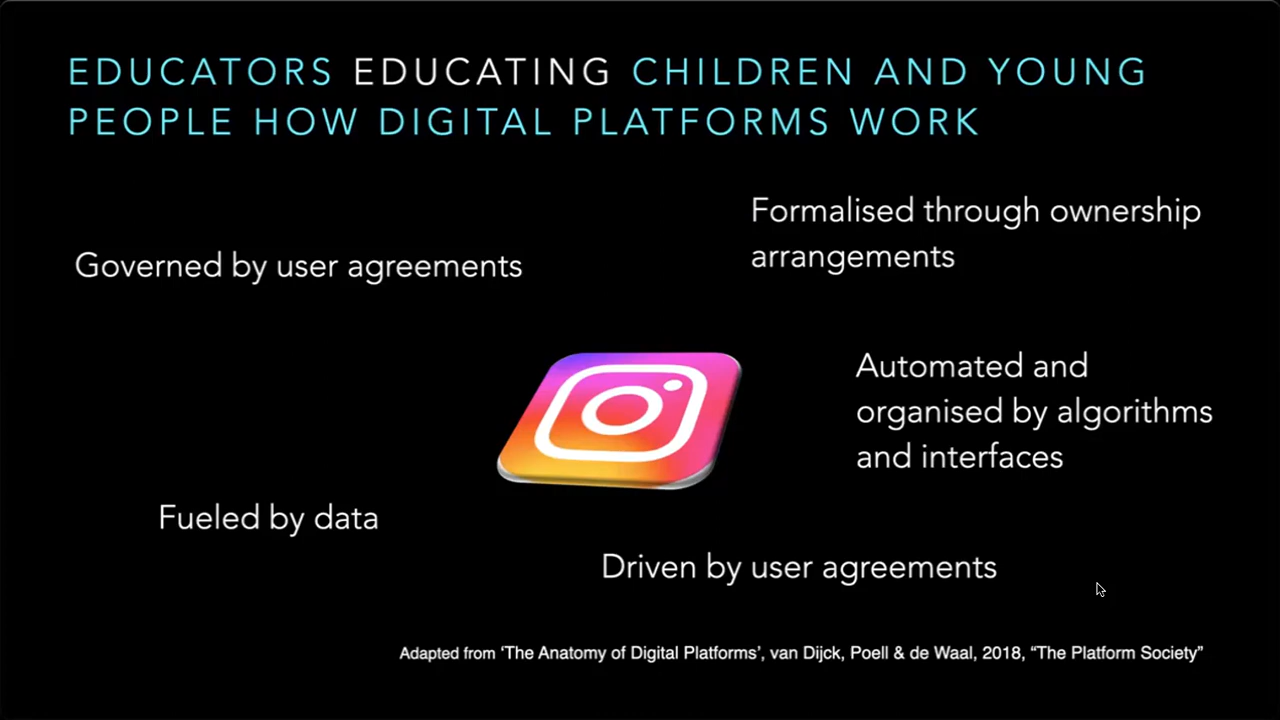 EDUCATORS EDUCATING CHILDREN AND YOUNG
PEOPLE HOW DIGITAL PLATFORMS WORK
Formalised through ownership
arrangements
Governed by user agreements
Automated and
organised by algorithms
and interfaces
Fueled by data
Driven by user agreements
Adapted from ‘The Anatomy of Digital Platforms’, van Dijck, Poell & de Waal, 2018, “The Platform Society”